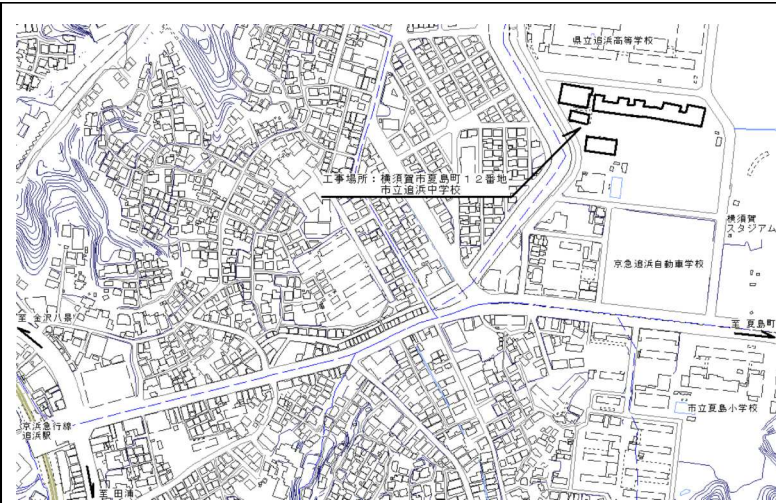 県立追浜高等学校
工事場所：横須賀市夏島町１２番地
市立追浜中学校
横須賀
スタジアム
京急追浜自動車学校
至 金沢八景
至 夏島町
市立夏島小学校
京浜急行線
追浜駅
至 田浦